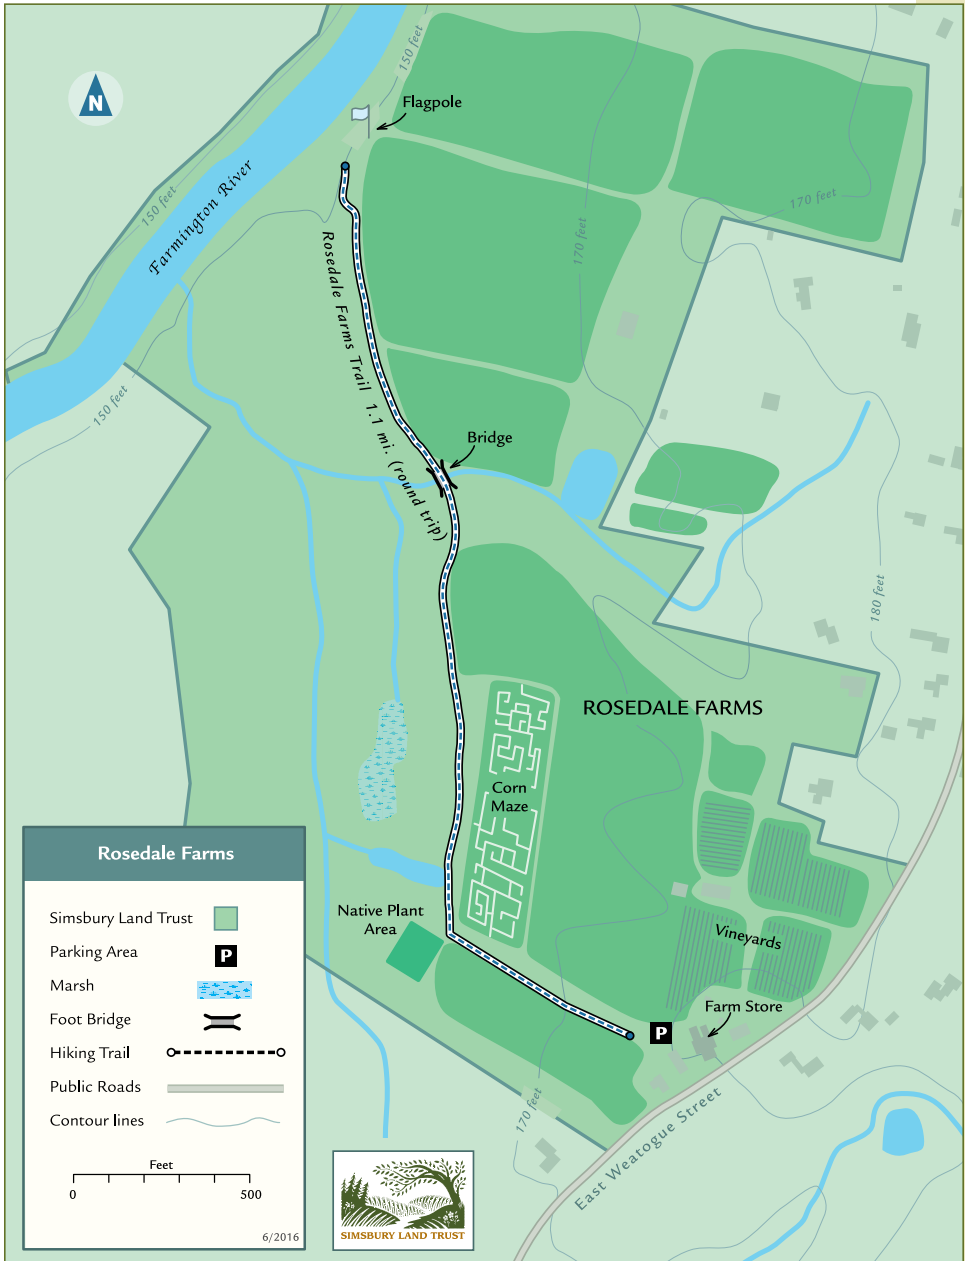 150 feet
N
Flagpole
150 feet
Farmington River
170 feet
170 feet
Rosedale Farms Trail 1.1 mi. (round trip)
150 feet
Bridge
180 feet
ROSEDALE FARMS
Corn
Maze
Native Plant
Area
Vineyards
Farm Store
P
170 feet
East Weatogue Street
Rosedale Farms
Simsbury Land Trust
Parking Area
P
Marsh
Foot Bridge
Hiking Trail
Public Roads
Contour lines
Feet
0
500
6/2016
SIMSBURY LAND TRUST